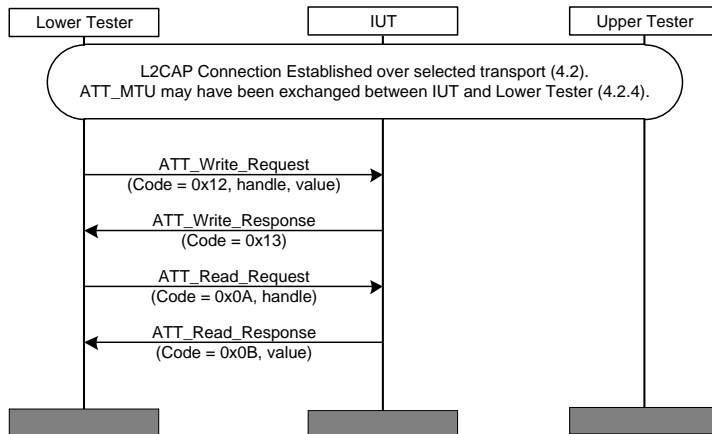 Lower Tester
IUT
Upper Tester
L2CAP Connection Established over selected transport (4.2).
ATT_MTU may have been exchanged between IUT and Lower Tester (4.2.4).
ATT_Write_Request
(Code = 0x12, handle, value)
ATT_Write_Response
(Code = 0x13)
ATT_Read_Request
(Code = 0x0A, handle)
ATT_Read_Response
(Code = 0x0B, value)